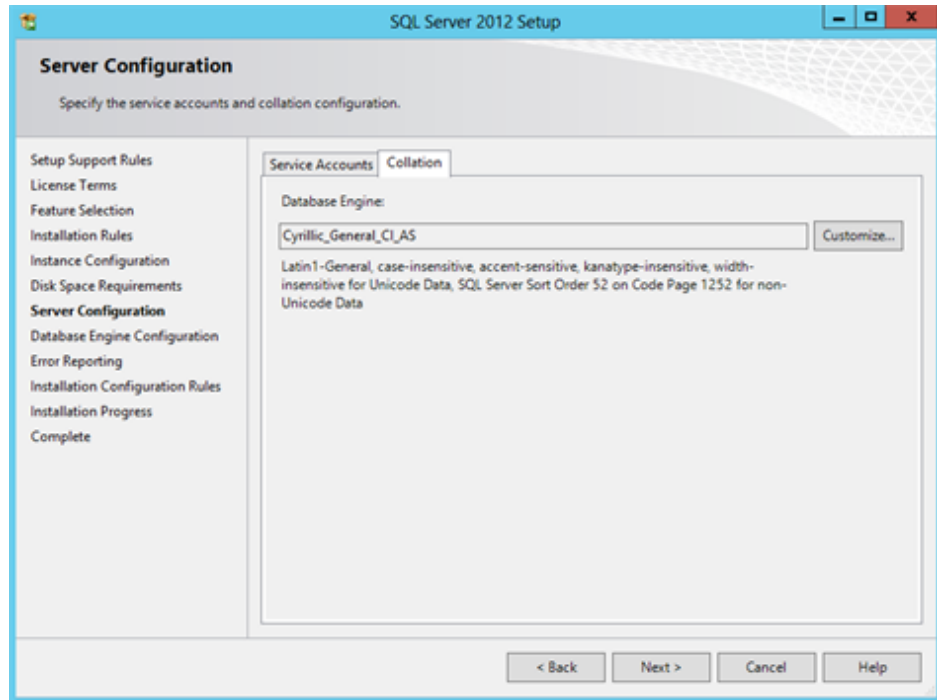 SQL Server 2012 Setup
Server Configuration
Specify the service accounts and collation configuration.
Setup Support Rules
License Terms
Feature Selection
Installation Rules
Instance Configuration
Disk Space Requirements
Server Configuration
Database Engine Configuration
Error Reporting
Installation Configuration Rules
Installation Progress
Complete
Service Accounts
Collation
Database Engine:
Cyrillic_General_CI_AS
Customize...
Latin1-General, case-insensitive, accent-sensitive, kanatype-insensitive, width-
insensitive for Unicode Data, SQL Server Sort Order 52 on Code Page 1252 for non-
Unicode Data
< Back
Next >
Cancel
Help